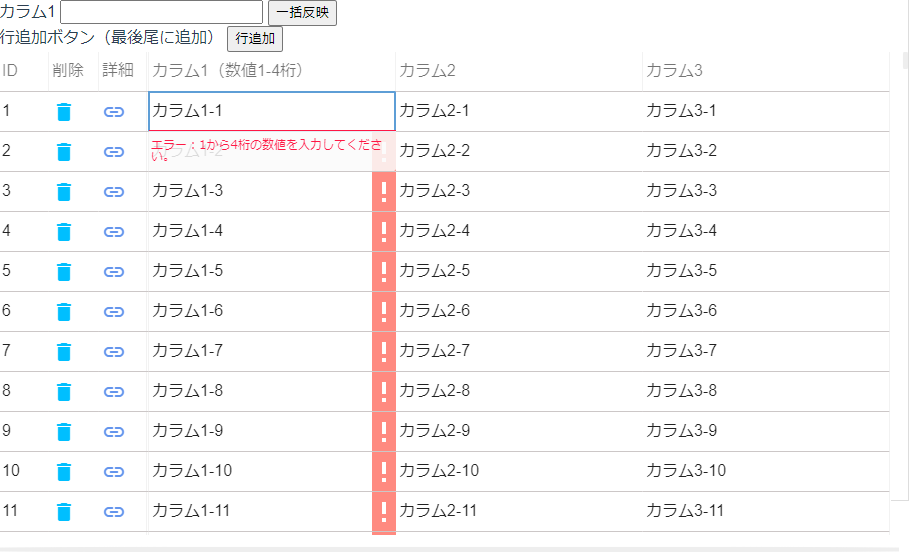 カラム1 一括反映
行追加ボタン（最後尾に追加） 行追加
ID 削除 詳細 カラム1（数値1-4桁） カラム2 カラム3
1 カラム1-1 カラム2-1 カラム3-1
エラー：1から4桁の数値を入力してくださ
い。
2 カラム1-2 カラム2-2 カラム3-2
3 カラム1-3 カラム2-3 カラム3-3
4 カラム1-4 カラム2-4 カラム3-4
5 カラム1-5 カラム2-5 カラム3-5
6 カラム1-6 カラム2-6 カラム3-6
7 カラム1-7 カラム2-7 カラム3-7
8 カラム1-8 カラム2-8 カラム3-8
9 カラム1-9 カラム2-9 カラム3-9
10 カラム1-10 カラム2-10 カラム3-10
11 カラム1-11 カラム2-11 カラム3-11